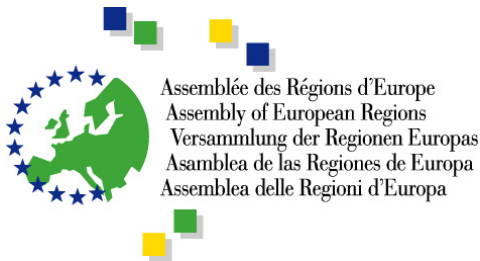 Assemblée des Régions d'Europe
Assembly of European Regions
Versammlung der Regionen Europas
Asamblea de las Regiones de Europa
Assemblea delle Regioni d'Europa